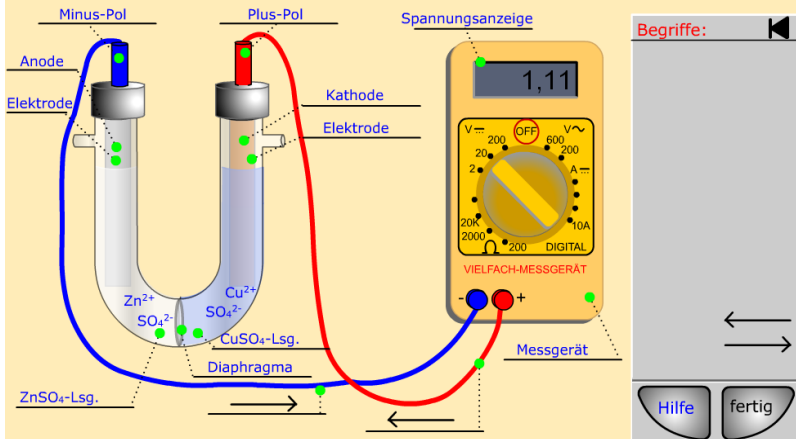 Minus-Pol
Plus-Pol
Spannungsanzeige
Begriffe:
Anode
Elektrode
Kathode
Elektrode
1,11
V
OFF
V
200
600
20
200
2
A
20K
2000
10A
Ω
200
DIGITAL
VIELFACH-MESSGERÄT
-
+
Zn²⁺
SO₄²⁻
Cu²⁺
SO₄²⁻
CuSO₄-Lsg.
Diaphragma
ZnSO₄-Lsg.
Messgerät
Hilfe
fertig